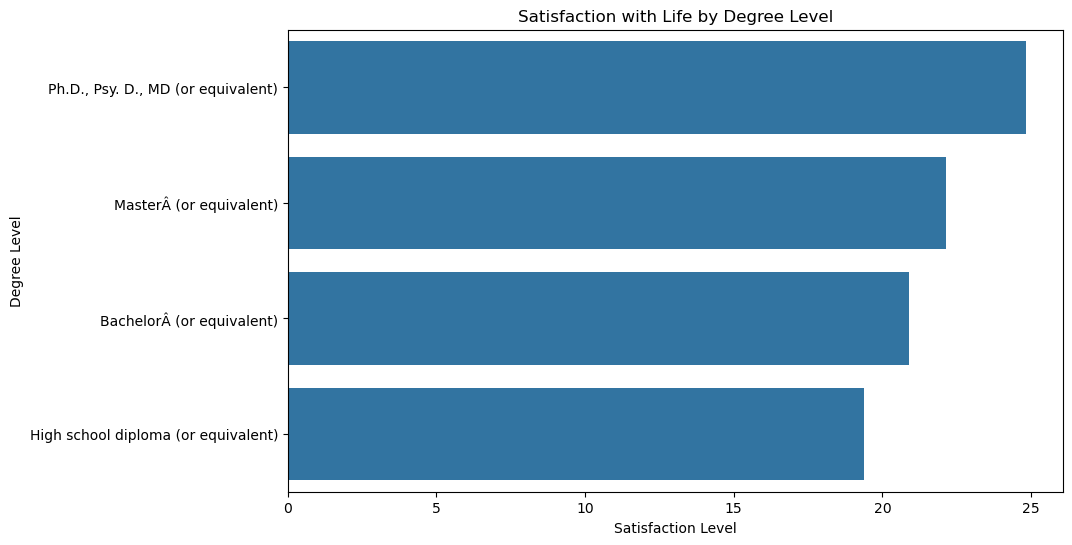 Satisfaction with Life by Degree Level
Ph.D., Psy. D., MD (or equivalent)
MasterÂ (or equivalent)
BachelorÂ (or equivalent)
High school diploma (or equivalent)
Degree Level
0 5 10 15 20 25
Satisfaction Level